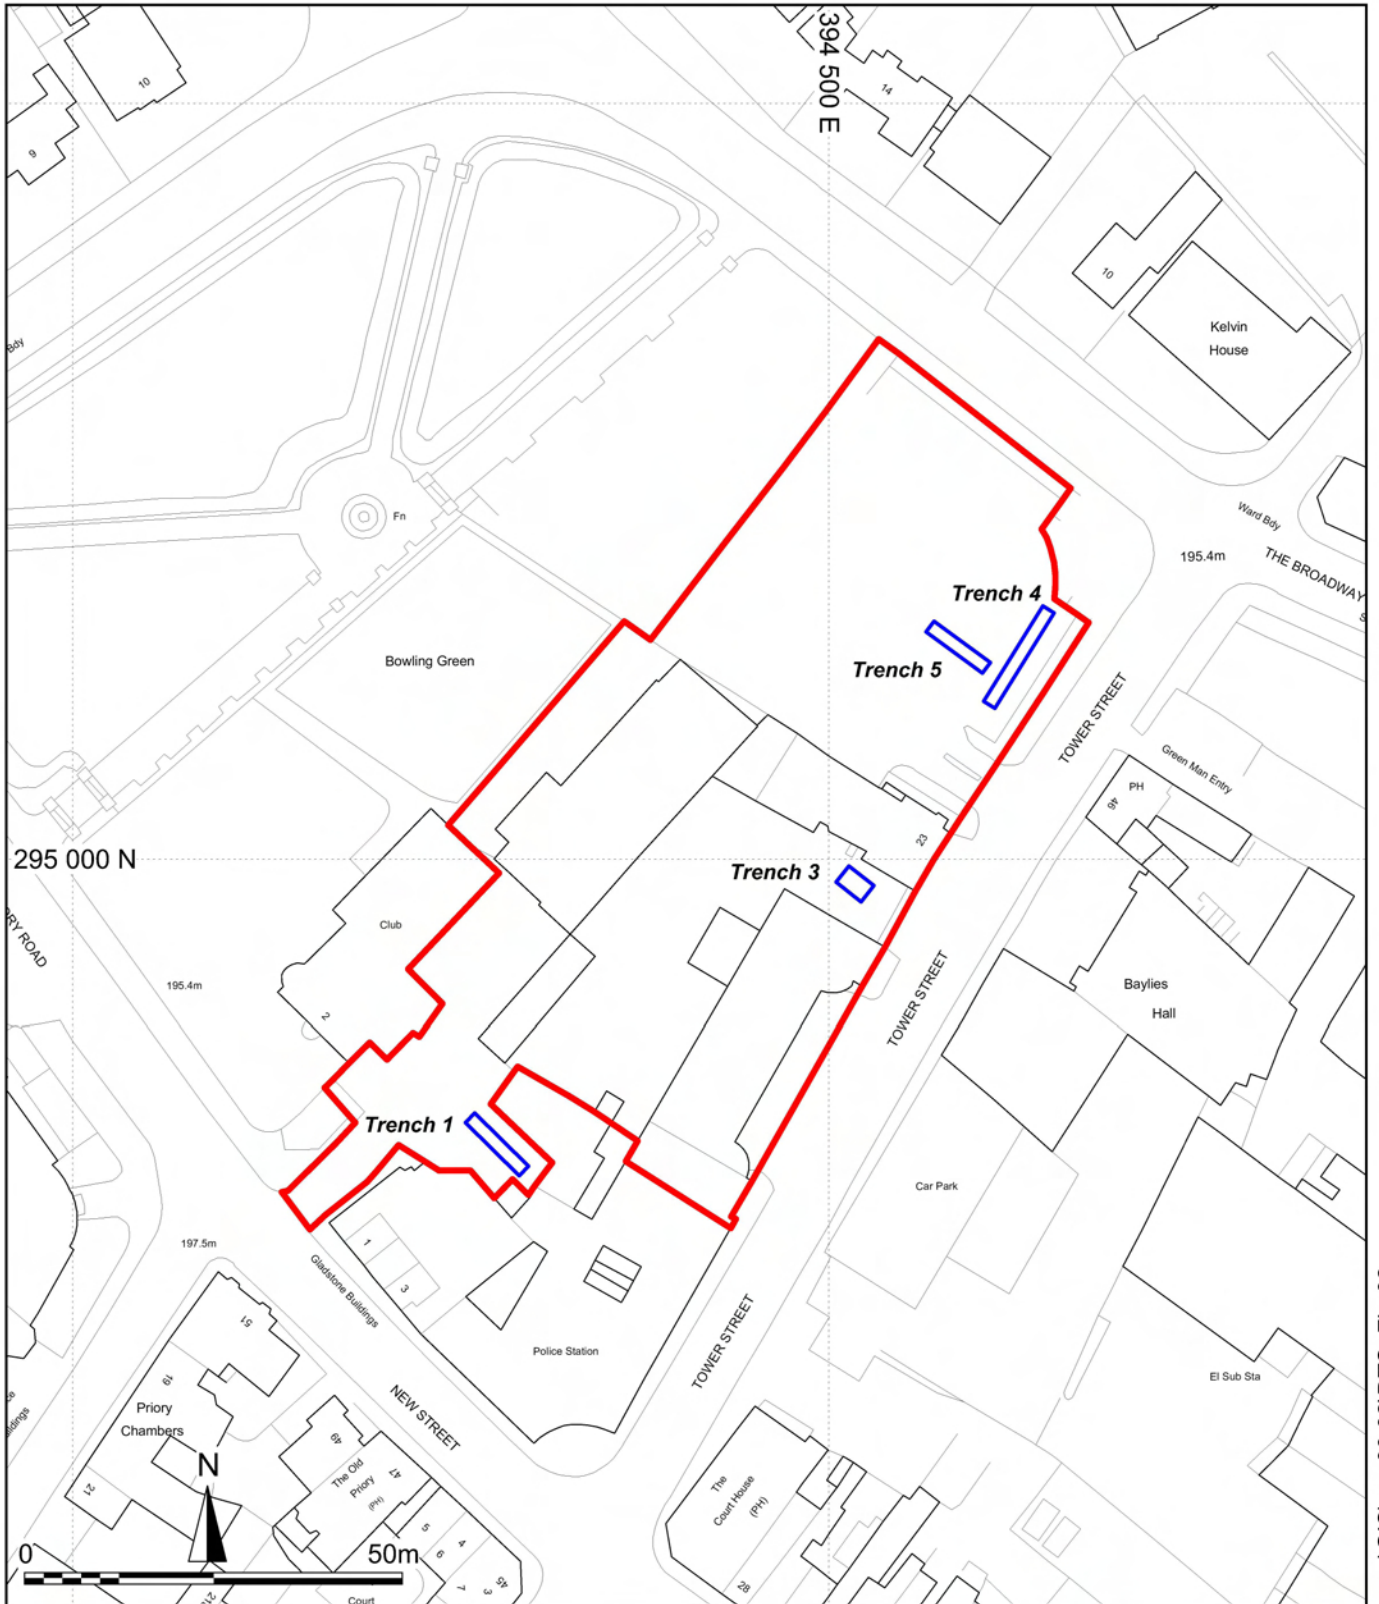 394 500 E
10
9
14
10
Kelvin
House
Bdy
Fn
Ward Bdy
195.4m
THE BROADWAY
Trench 4
Bowling Green
Trench 5
TOWER STREET
Green Man Entry
PH
46
23
295 000 N
Trench 3
Club
195.4m
2
TOWER STREET
Baylies
Hall
Trench 1
Car Park
197.5m
1
3
Gladstone Buildings
Police Station
TOWER STREET
El Sub Sta
51
19
Priory
Chambers
NEW STREET
49
47
The Old
Priory
(PH)
21
N
The
Court House
(PH)
5
4
6
7
3
45
28
0
50m
Court